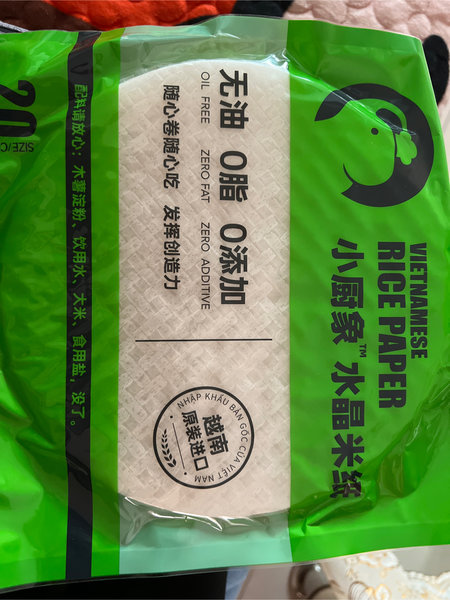 VIETNAMESE
RICE PAPER
小厨象™ 水晶米纸
无油 0脂 0添加
OIL FREE ZERO FAT ZERO ADDITIVE
随心卷随心吃 发挥创造力
NHẬP KHẨU BẢN GỐC CỦA VIỆT NAM
越南
原装进口
20
SIZE/C
配料请放心：木薯淀粉、饮用水、大米、食用盐，没了。